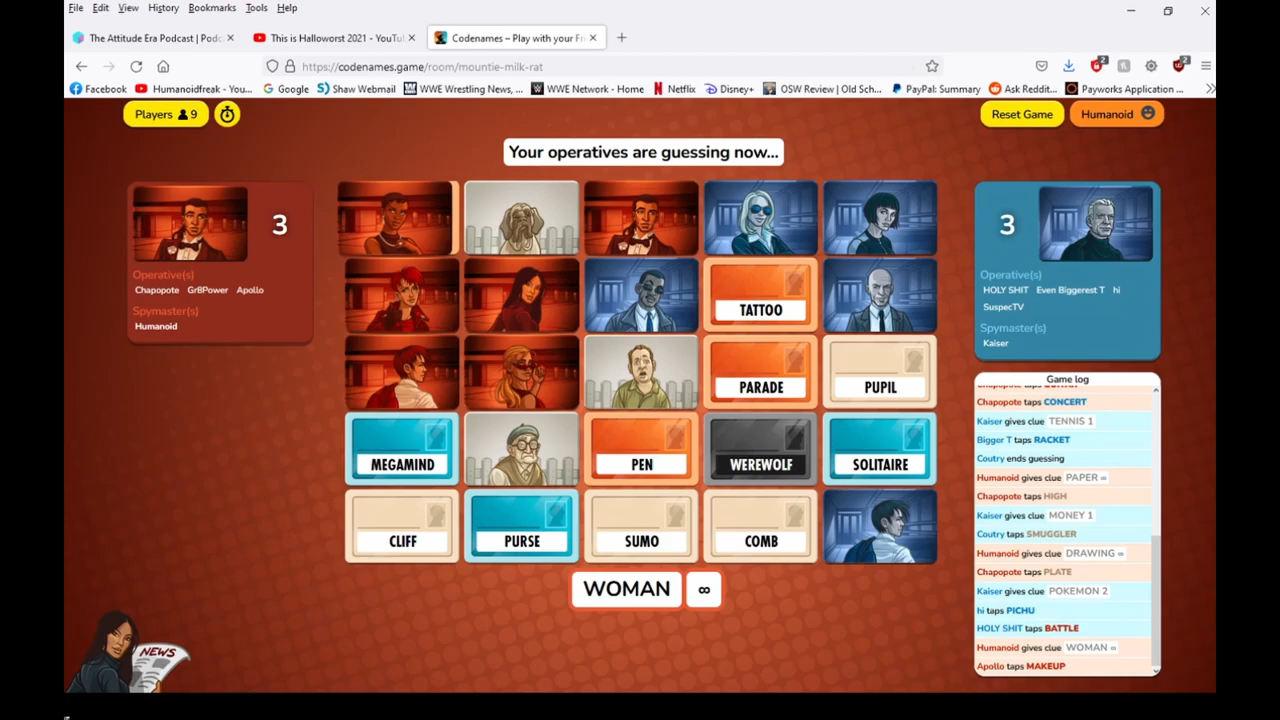 File Edit View History Bookmarks Tools Help
The Attitude Era Podcast | Podc
This is Halloworst 2021 - YouTu
Codenames – Play with your Fri
https://codenames.game/room/mountie-milk-rat
Facebook Humanoidfreak - You... Google Shaw Webmail WWE Wrestling News, ... WWE Network - Home Netflix Disney+ OSW Review | Old Sch... PayPal: Summary Ask Reddit... Payworks Application ...
Players 9
Reset Game
Humanoid
Your operatives are guessing now...
3
Operative(s)
Chapopote Gr8Power Apollo
Spymaster(s)
Humanoid
TATTOO
PARADE
PUPIL
MEGAMIND
PEN
WEREWOLF
SOLITAIRE
CLIFF
PURSE
SUMO
COMB
WOMAN ∞
NEWS
3
Operative(s)
HOLY SHIT Even Biggerest T hi
SuspecTV
Spymaster(s)
Kaiser
Game log
Chapopote taps CONCERT
Kaiser gives clue TENNIS 1
Bigger T taps RACKET
Coutry ends guessing
Humanoid gives clue PAPER ∞
Chapopote taps HIGH
Kaiser gives clue MONEY 1
Coutry taps SMUGGLER
Humanoid gives clue DRAWING ∞
Chapopote taps PLATE
Kaiser gives clue POKEMON 2
hi taps PICHU
HOLY SHIT taps BATTLE
Humanoid gives clue WOMAN ∞
Apollo taps MAKEUP